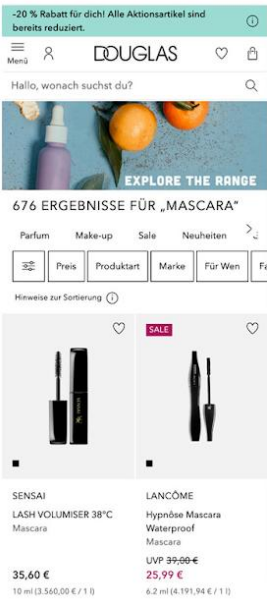 -20 % Rabatt für dich! Alle Aktionsartikel sind
bereits reduziert.
Menü
DOUGLAS
Hallo, wonach suchst du?
EXPLORE THE RANGE
676 ERGEBNISSE FÜR „MASCARA“
Parfum Make-up Sale Neuheiten
Preis Produktart Marke Für Wen Fa
Hinweise zur Sortierung
SALE
SENSAI
LASH VOLUMISER 38°C
Mascara
35,60 €
10 ml (3.560,00 € / 1 l)
LANCÔME
Hypnôse Mascara
Waterproof
Mascara
UVP 39,00 €
25,99 €
6.2 ml (4.191,94 € / 1 l)